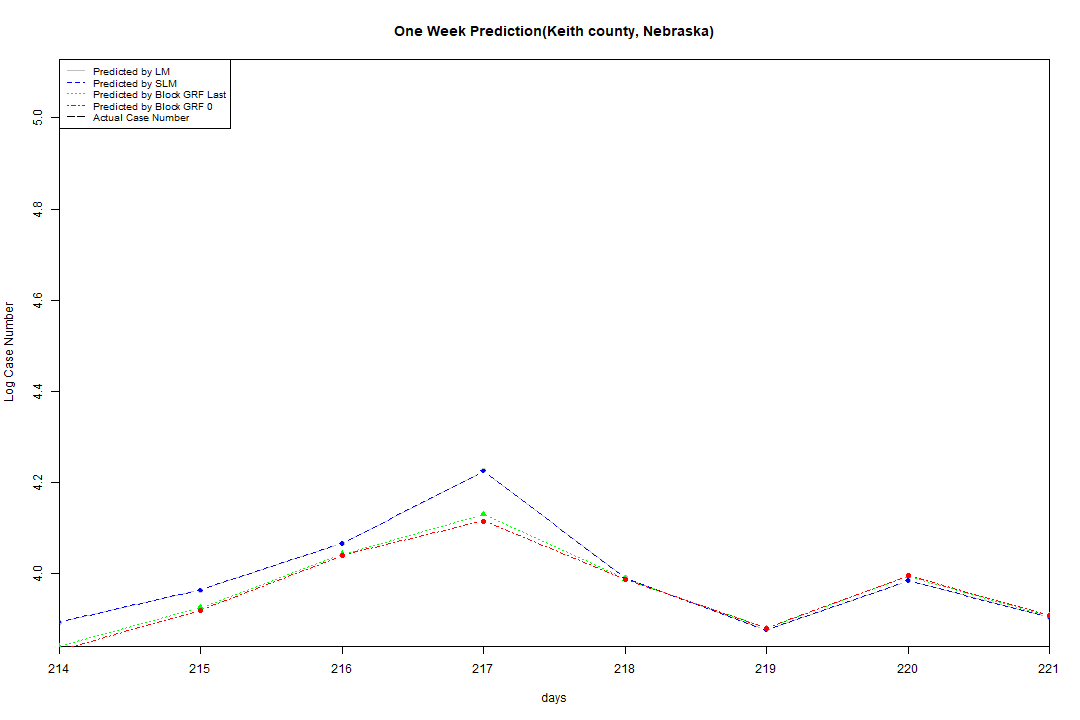 One Week Prediction(Keith county, Nebraska)
Predicted by LM
Predicted by SLM
Predicted by Block GRF Last
Predicted by Block GRF 0
Actual Case Number
Log Case Number
5.0
4.8
4.6
4.4
4.2
4.0
214 215 216 217 218 219 220 221
days